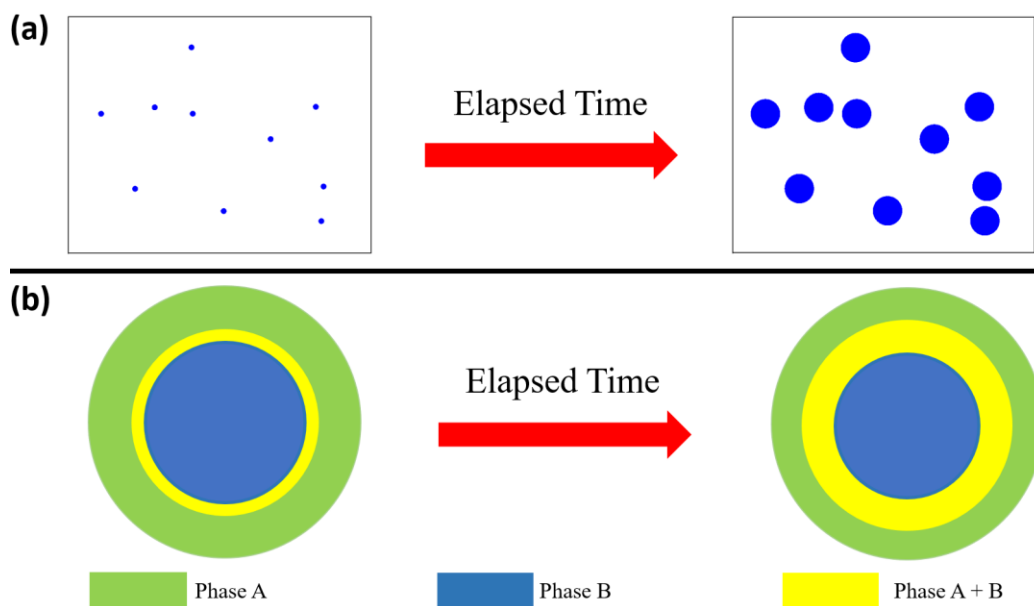 (a)
Elapsed Time
(b)
Elapsed Time
Phase A
Phase B
Phase A + B